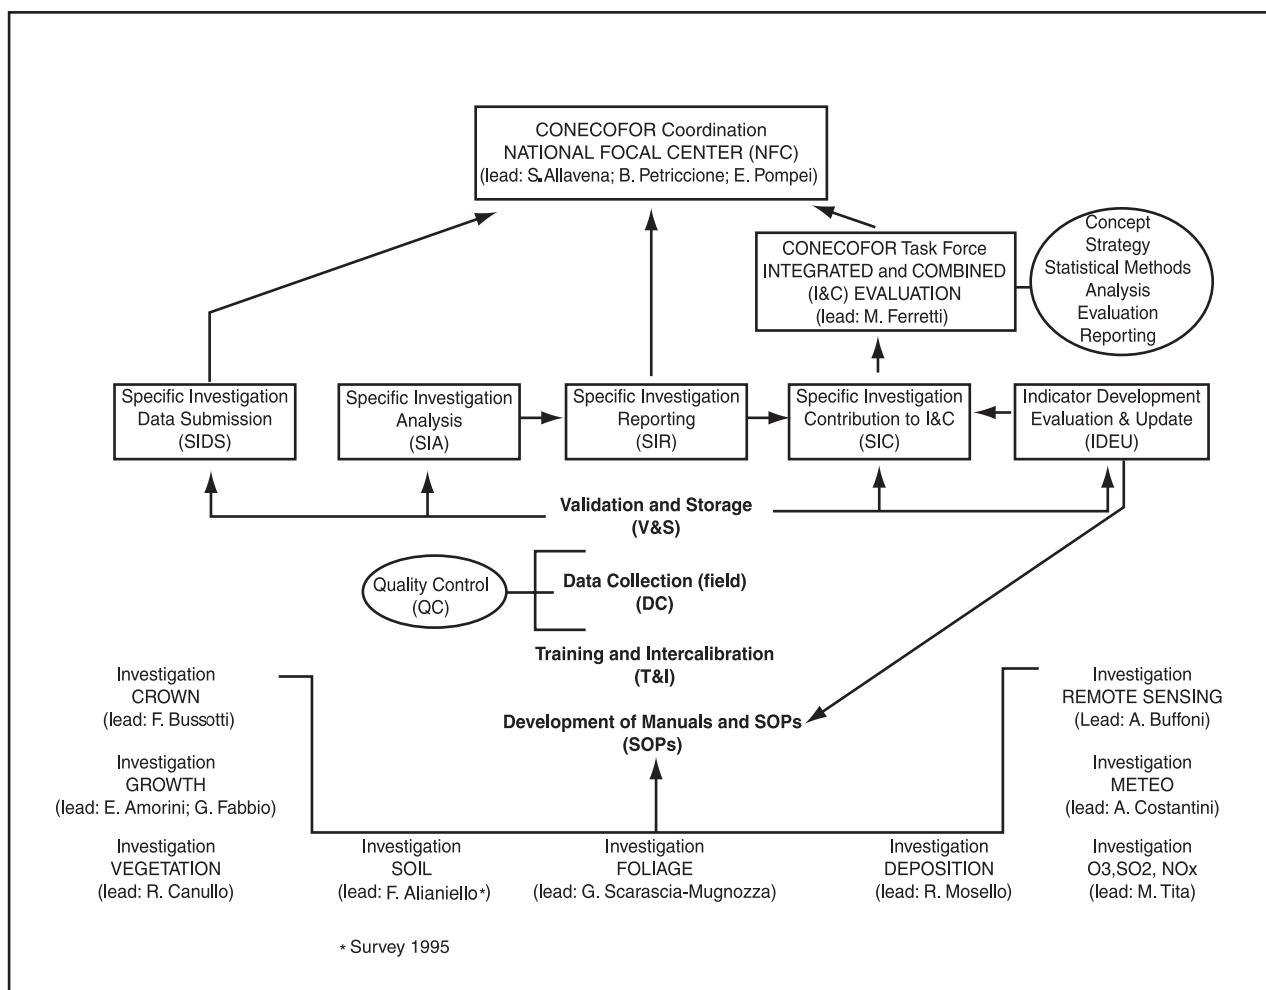 CONECOFOR Coordination
NATIONAL FOCAL CENTER (NFC)
(lead: S. Allavena; B. Petriccione; E. Pompei)
Concept
Strategy
Statistical Methods
Analysis
Evaluation
Reporting
CONECOFOR Task Force
INTEGRATED and COMBINED
(I&C) EVALUATION
(lead: M. Ferretti)
Specific Investigation
Data Submission
(SIDS)
Specific Investigation
Analysis
(SIA)
Specific Investigation
Reporting
(SIR)
Specific Investigation
Contribution to I&C
(SIC)
Indicator Development
Evaluation & Update
(IDEU)
Validation and Storage
(V&S)
Quality Control
(QC)
Data Collection (field)
(DC)
Training and Intercalibration
(T&I)
Development of Manuals and SOPs
(SOPs)
Investigation
CROWN
(lead: F. Bussotti)
Investigation
GROWTH
(lead: E. Amorini; G. Fabbio)
Investigation
VEGETATION
(lead: R. Canullo)
Investigation
SOIL
(lead: F. Alianiello*)
Investigation
FOLIAGE
(lead: G. Scarascia-Mugnozza)
Investigation
DEPOSITION
(lead: R. Mosello)
Investigation
REMOTE SENSING
(Lead: A. Buffoni)
Investigation
METEO
(lead: A. Costantini)
Investigation
O3,SO2, NOx
(lead: M. Tita)
* Survey 1995